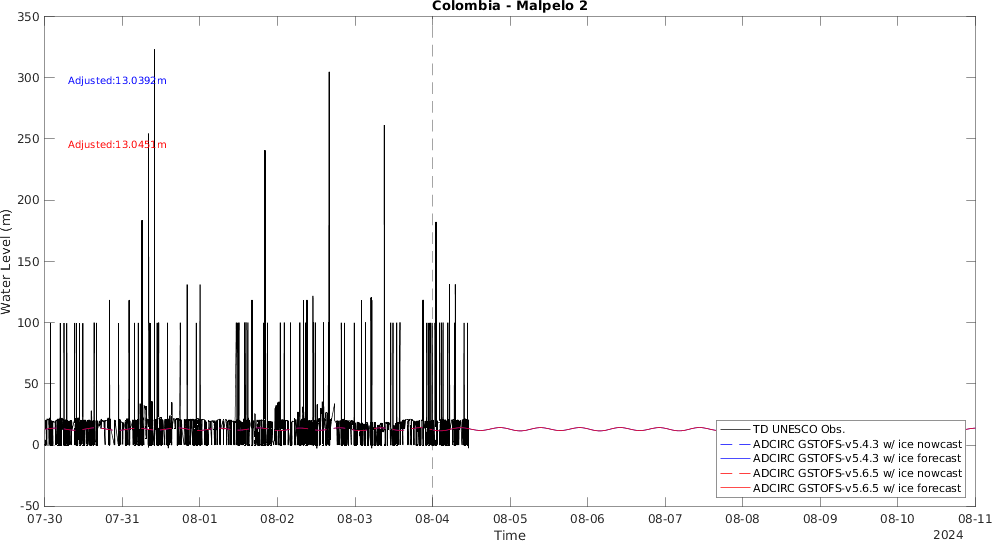 Colombia - Malpelo 2
350
300
250
200
150
100
50
0
-50
Water Level (m)
Adjusted:13.0392m
Adjusted:13.0451m
TD UNESCO Obs.
ADCIRC GSTOFS-v5.4.3 w/ ice nowcast
ADCIRC GSTOFS-v5.4.3 w/ ice forecast
ADCIRC GSTOFS-v5.6.5 w/ ice nowcast
ADCIRC GSTOFS-v5.6.5 w/ ice forecast
07-30 07-31 08-01 08-02 08-03 08-04 08-05 08-06 08-07 08-08 08-09 08-10 08-11
Time
2024